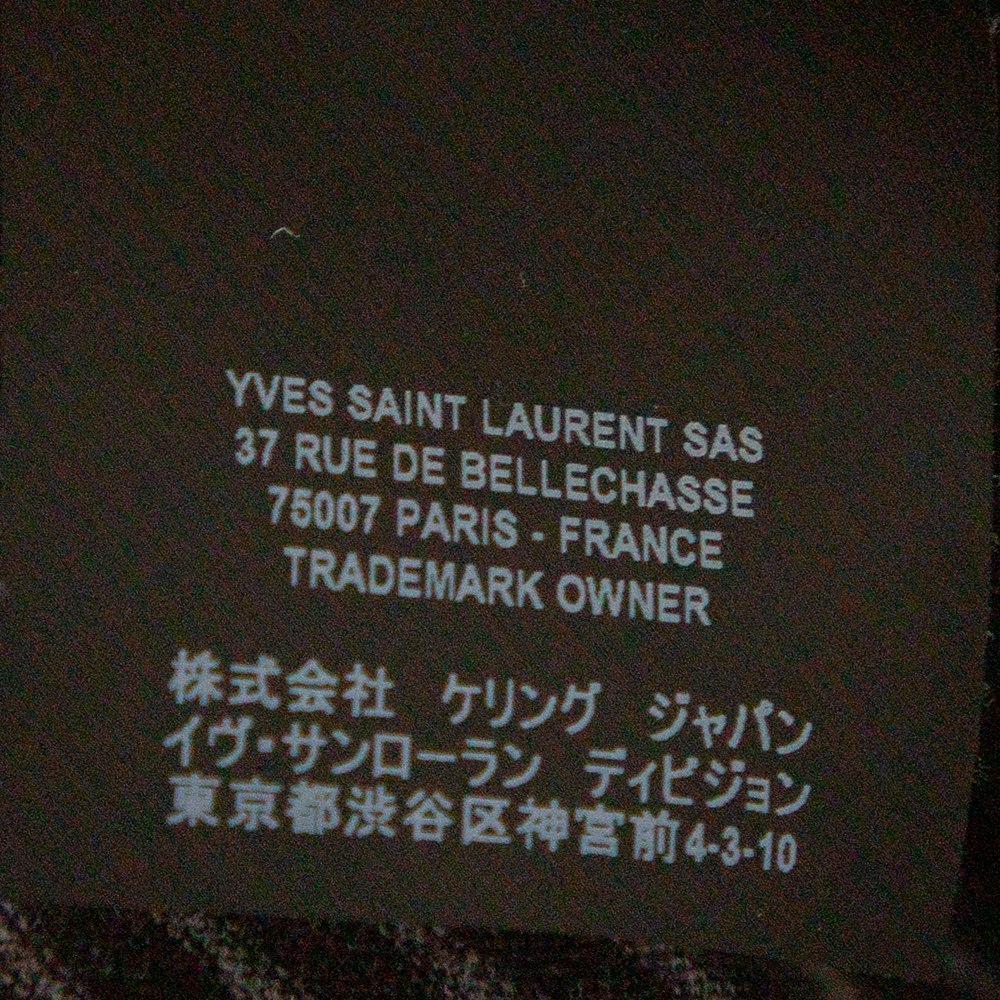 YVES SAINT LAURENT SAS
37 RUE DE BELLECHASSE
75007 PARIS - FRANCE
TRADEMARK OWNER
株式会社 ケリング ジャパン
イヴ・サンローラン ディビジョン
東京都渋谷区神宮前4-3-10